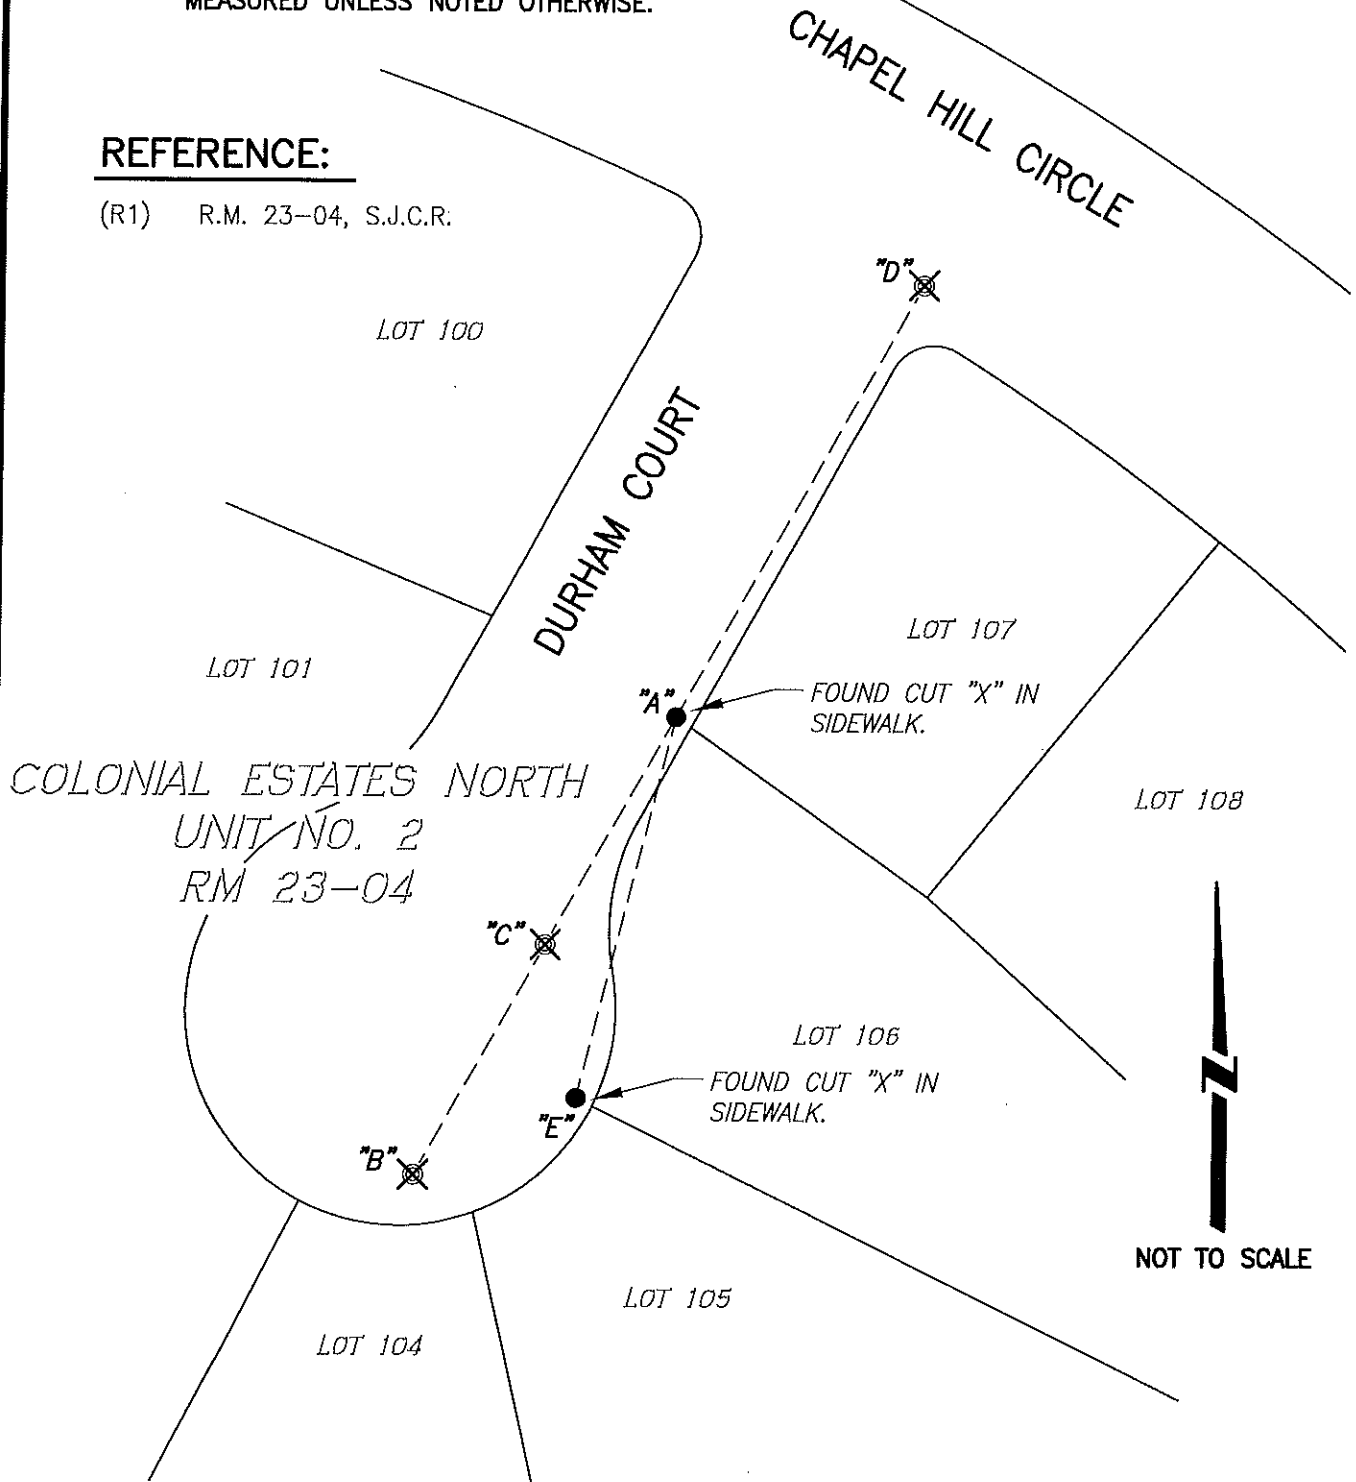 MEASURED UNLESS NOTED OTHERWISE.
CHAPEL HILL CIRCLE
REFERENCE:
(R1) R.M. 23-04, S.J.C.R.
"D"
LOT 100
DURHAM COURT
LOT 107
LOT 101
"A"
FOUND CUT "X" IN
SIDEWALK.
COLONIAL ESTATES NORTH
UNIT NO. 2
RM 23-04
LOT 108
"C"
LOT 106
FOUND CUT "X" IN
SIDEWALK.
"E"
"B"
NOT TO SCALE
LOT 105
LOT 104